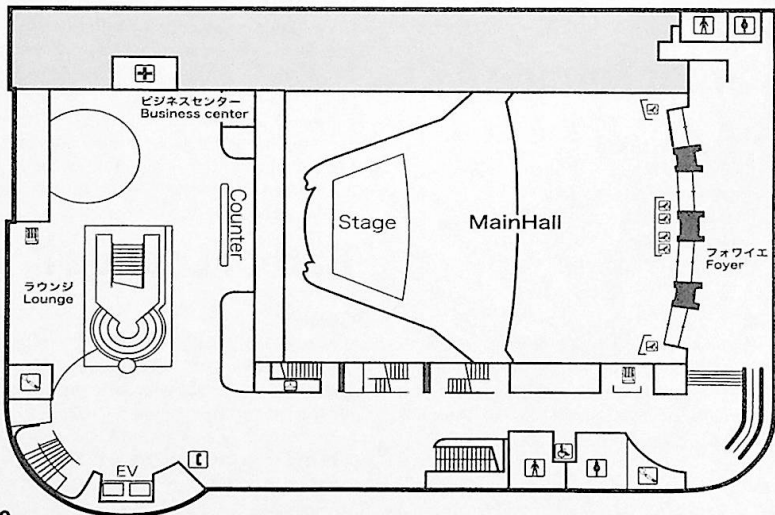 ビジネスセンター
Business center
Counter
Stage
MainHall
フォワイエ
Foyer
ラウンジ
Lounge
EV